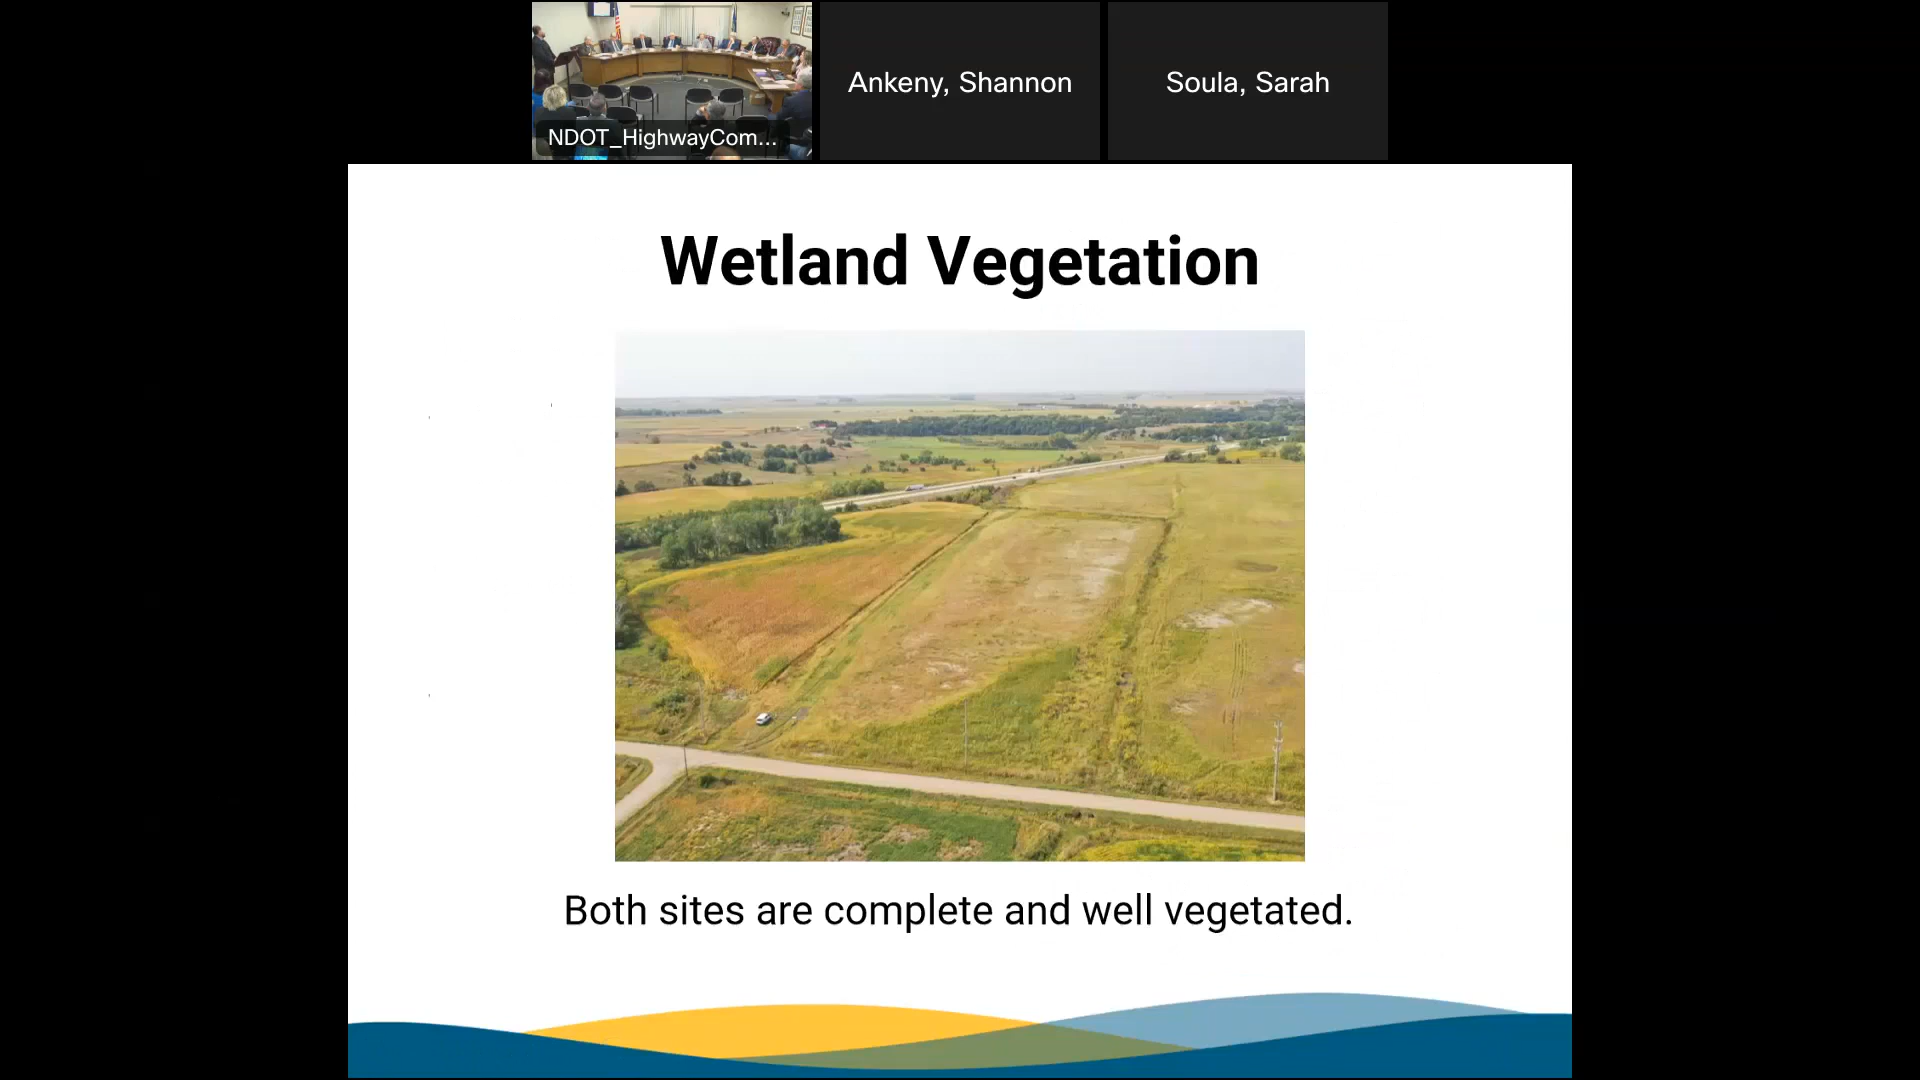 NDOT_HighwayCom...
Ankeny, Shannon
Soula, Sarah
Wetland Vegetation
Both sites are complete and well vegetated.